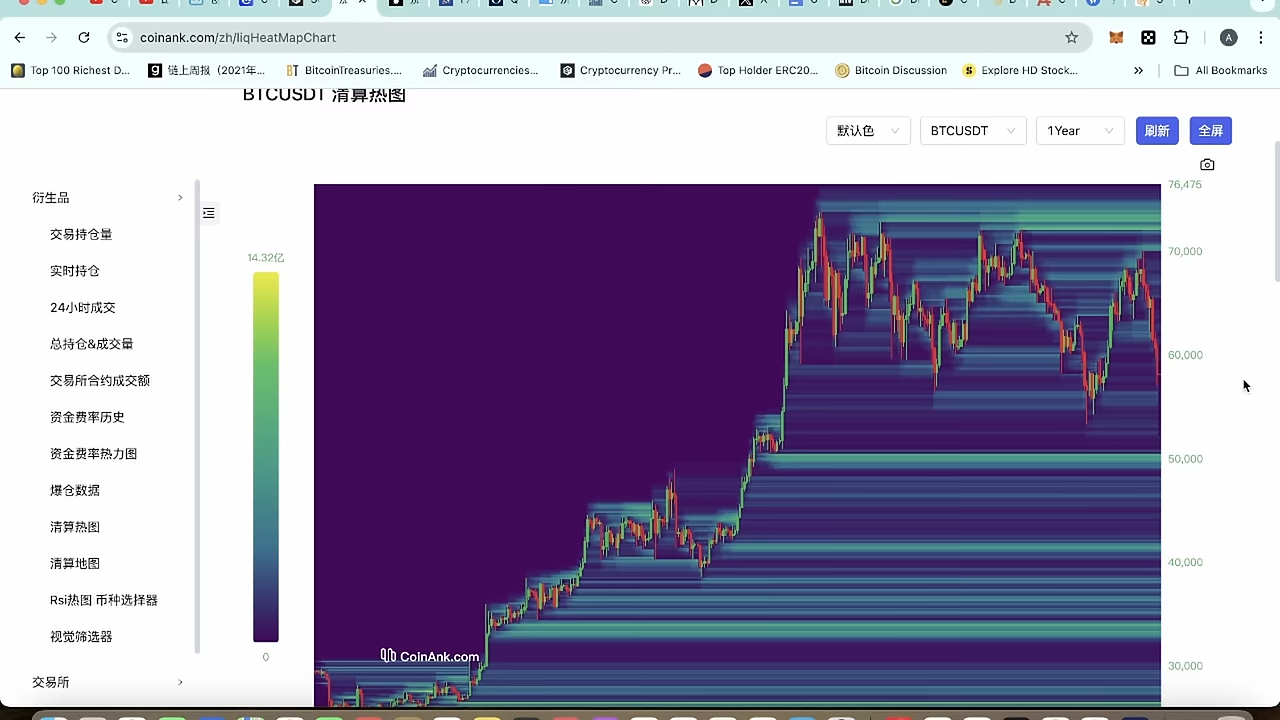 coinank.com/zh/liqHeatMapChart
A
Top 100 Richest D...
链上周报（2021年...
BitcoinTreasuries....
Cryptocurrencies...
Cryptocurrency Pr...
Top Holder ERC20...
Bitcoin Discussion
Explore HD Stock...
All Bookmarks
BTCUSDT 清算热图
默认色
BTCUSDT
1Year
刷新
全屏
衍生品
交易持仓量
实时持仓
24小时成交
总持仓&成交量
交易所合约成交额
资金费率历史
资金费率热力图
爆仓数据
清算热图
清算地图
Rsi热图 币种选择器
视觉筛选器
交易所
14.32亿
0
CoinAnk.com
76,475
70,000
60,000
50,000
40,000
30,000